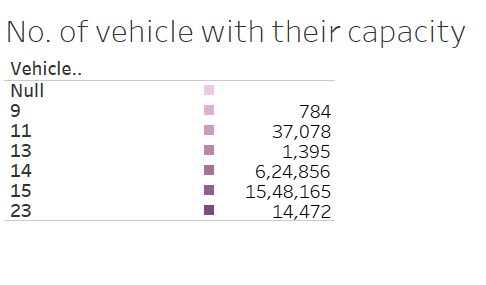 No. of vehicle with their capacity
Vehicle..
Null
9 784
11 37,078
13 1,395
14 6,24,856
15 15,48,165
23 14,472